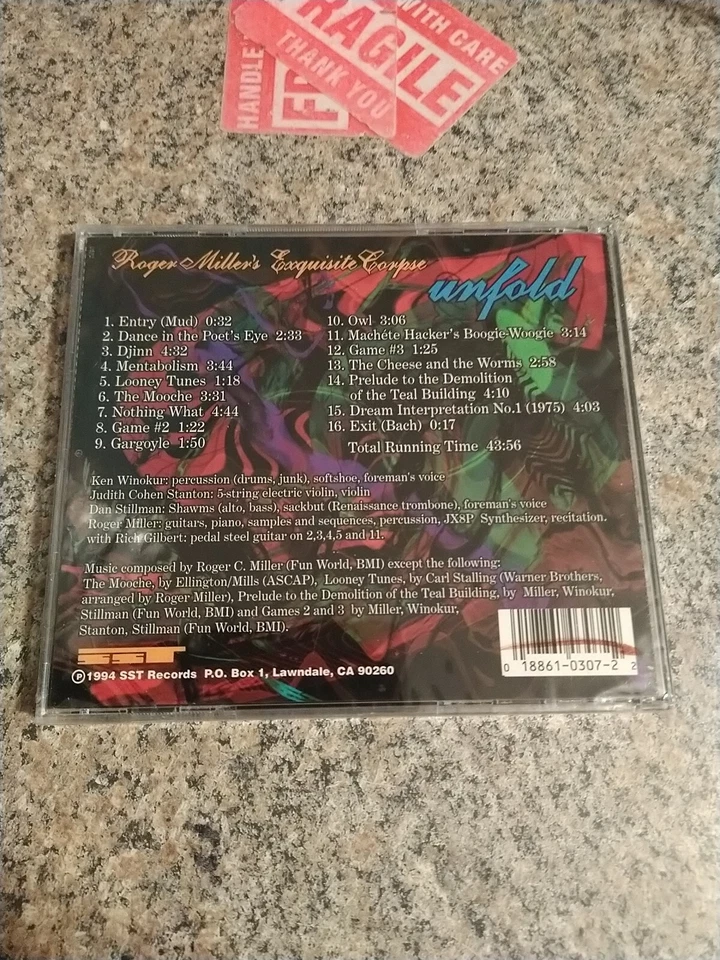 WITH CARE
FRAGILE
THANK YOU
HANDLE
Roger Miller's Exquisite Corpse
unfold
1. Entry (Mud) 0:32
2. Dance in the Poet's Eye 2:33
3. Djinn 4:32
4. Mentabolism 3:44
5. Looney Tunes 1:18
6. The Mooche 3:31
7. Nothing What 4:44
8. Game #2 1:22
9. Gargoyle 1:50
10. Owl 3:06
11. Machéte Hacker's Boogie-Woogie 3:14
12. Game #3 1:25
13. The Cheese and the Worms 2:58
14. Prelude to the Demolition
of the Teal Building 4:10
15. Dream Interpretation No.1 (1975) 4:03
16. Exit (Bach) 0:17
Total Running Time 43:56
Ken Winokur: percussion (drums, junk), softshoe, foreman's voice
Judith Cohen Stanton: 5-string electric violin, violin
Dan Stillman: Shawms (alto, bass), sackbut (Renaissance trombone), foreman's voice
Roger Miller: guitars, piano, samples and sequences, percussion, JX8P Synthesizer, recitation.
with Rich Gilbert: pedal steel guitar on 2,3,4,5 and 11.
Music composed by Roger C. Miller (Fun World, BMI) except the following:
The Mooche, by Ellington/Mills (ASCAP), Looney Tunes, by Carl Stalling (Warner Brothers,
arranged by Roger Miller), Prelude to the Demolition of the Teal Building, by Miller, Winokur,
Stillman (Fun World, BMI) and Games 2 and 3 by Miller, Winokur,
Stanton, Stillman (Fun World, BMI).
SST
℗1994 SST Records P.O. Box 1, Lawndale, CA 90260
0 18861-0307-2 2